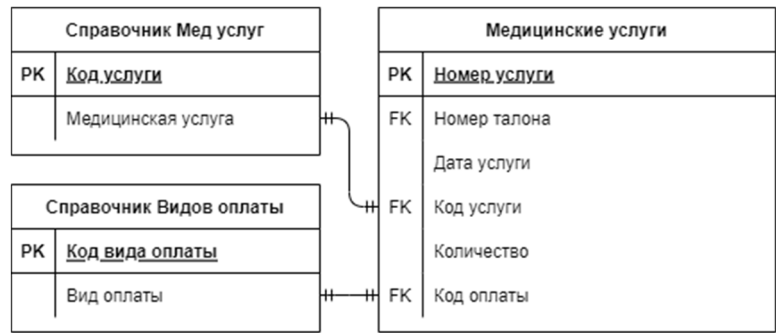 Справочник Мед услуг
PK Код услуги
Медицинская услуга
Справочник Видов оплаты
PK Код вида оплаты
Вид оплаты
Медицинские услуги
PK Номер услуги
FK Номер талона
Дата услуги
FK Код услуги
Количество
FK Код оплаты